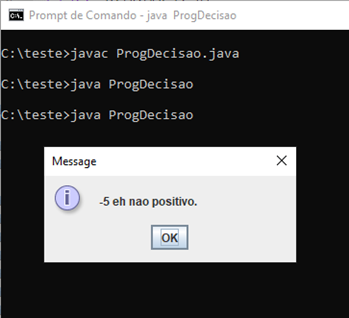 Prompt de Comando - java ProgDecisao
C:\teste>javac ProgDecisao.java
C:\teste>java ProgDecisao
C:\teste>java ProgDecisao
Message
-5 eh nao positivo.
OK